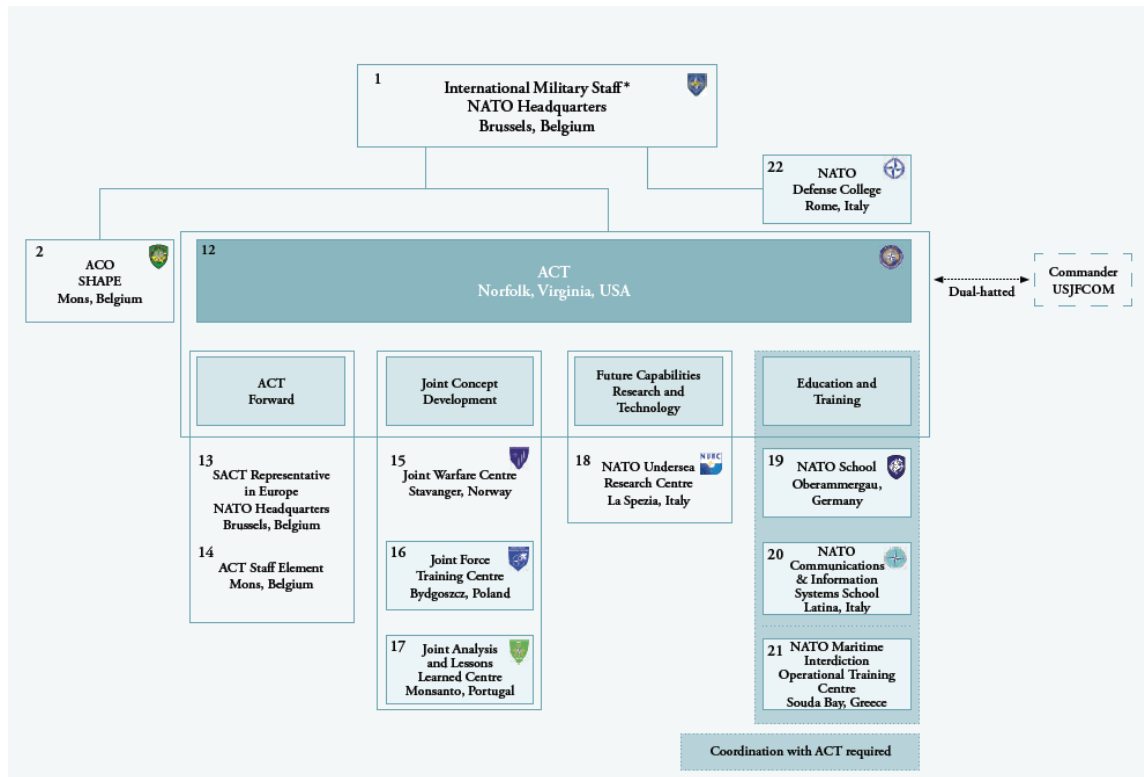 1
International Military Staff*
NATO Headquarters
Brussels, Belgium
22
NATO
Defense College
Rome, Italy
2
ACO
SHAPE
Mons, Belgium
12
ACT
Norfolk, Virginia, USA
Dual-hatted
Commander
USJFCOM
ACT
Forward
Joint Concept
Development
Future Capabilities
Research and
Technology
Education and
Training
13
SACT Representative
in Europe
NATO Headquarters
Brussels, Belgium
14
ACT Staff Element
Mons, Belgium
15
Joint Warfare Centre
Stavanger, Norway
16
Joint Force
Training Centre
Bydgoszcz, Poland
17
Joint Analysis
and Lessons
Learned Centre
Monsanto, Portugal
18
NURC
NATO Undersea
Research Centre
La Spezia, Italy
19
NATO School
Oberammergau,
Germany
20
NATO
Communications
& Information
Systems School
Latina, Italy
21
NATO Maritime
Interdiction
Operational Training
Centre
Souda Bay, Greece
Coordination with ACT required